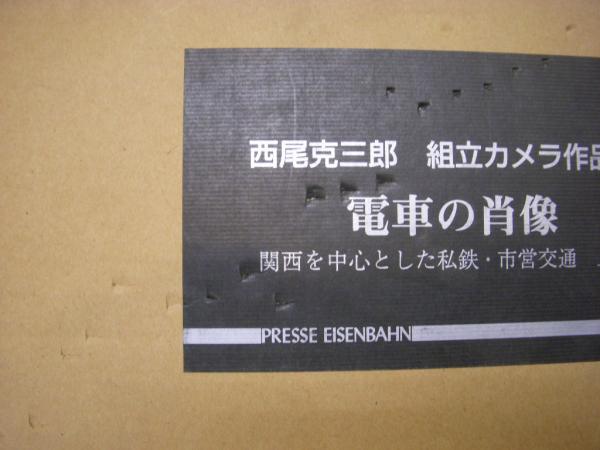 西尾克三郎　組立カメラ作品
電車の肖像
関西を中心とした私鉄・市営交通
PRESSE EISENBAHN